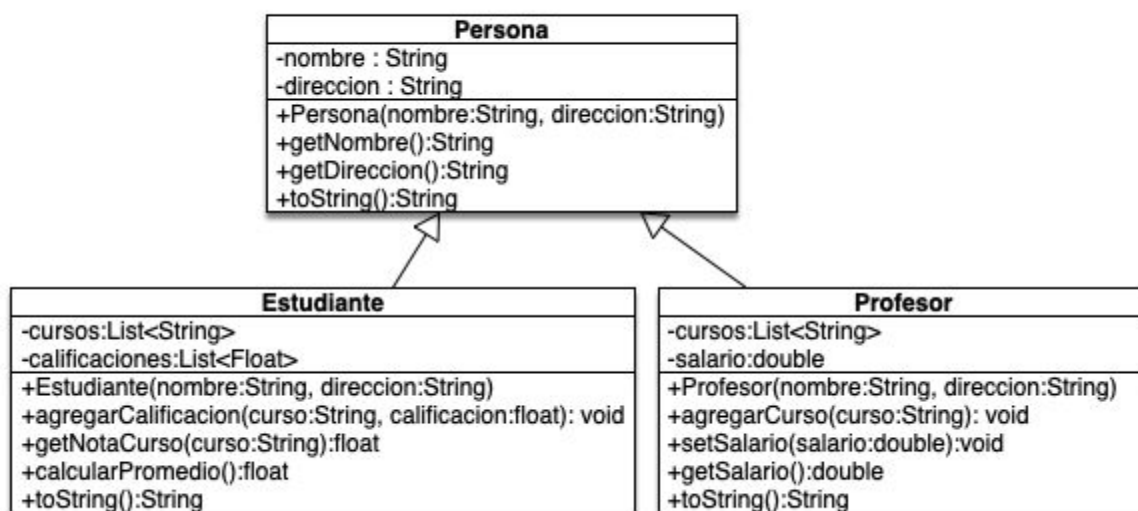 Persona
-nombre : String
-direccion : String
+Persona(nombre:String, direccion:String)
+getNombre():String
+getDireccion():String
+toString():String
Estudiante
-cursos:List<String>
-calificaciones:List<Float>
+Estudiante(nombre:String, direccion:String)
+agregarCalificacion(curso:String, calificacion:float): void
+getNotaCurso(curso:String):float
+calcularPromedio():float
+toString():String
Profesor
-cursos:List<String>
-salario:double
+Profesor(nombre:String, direccion:String)
+agregarCurso(curso:String): void
+setSalario(salario:double):void
+getSalario():double
+toString():String